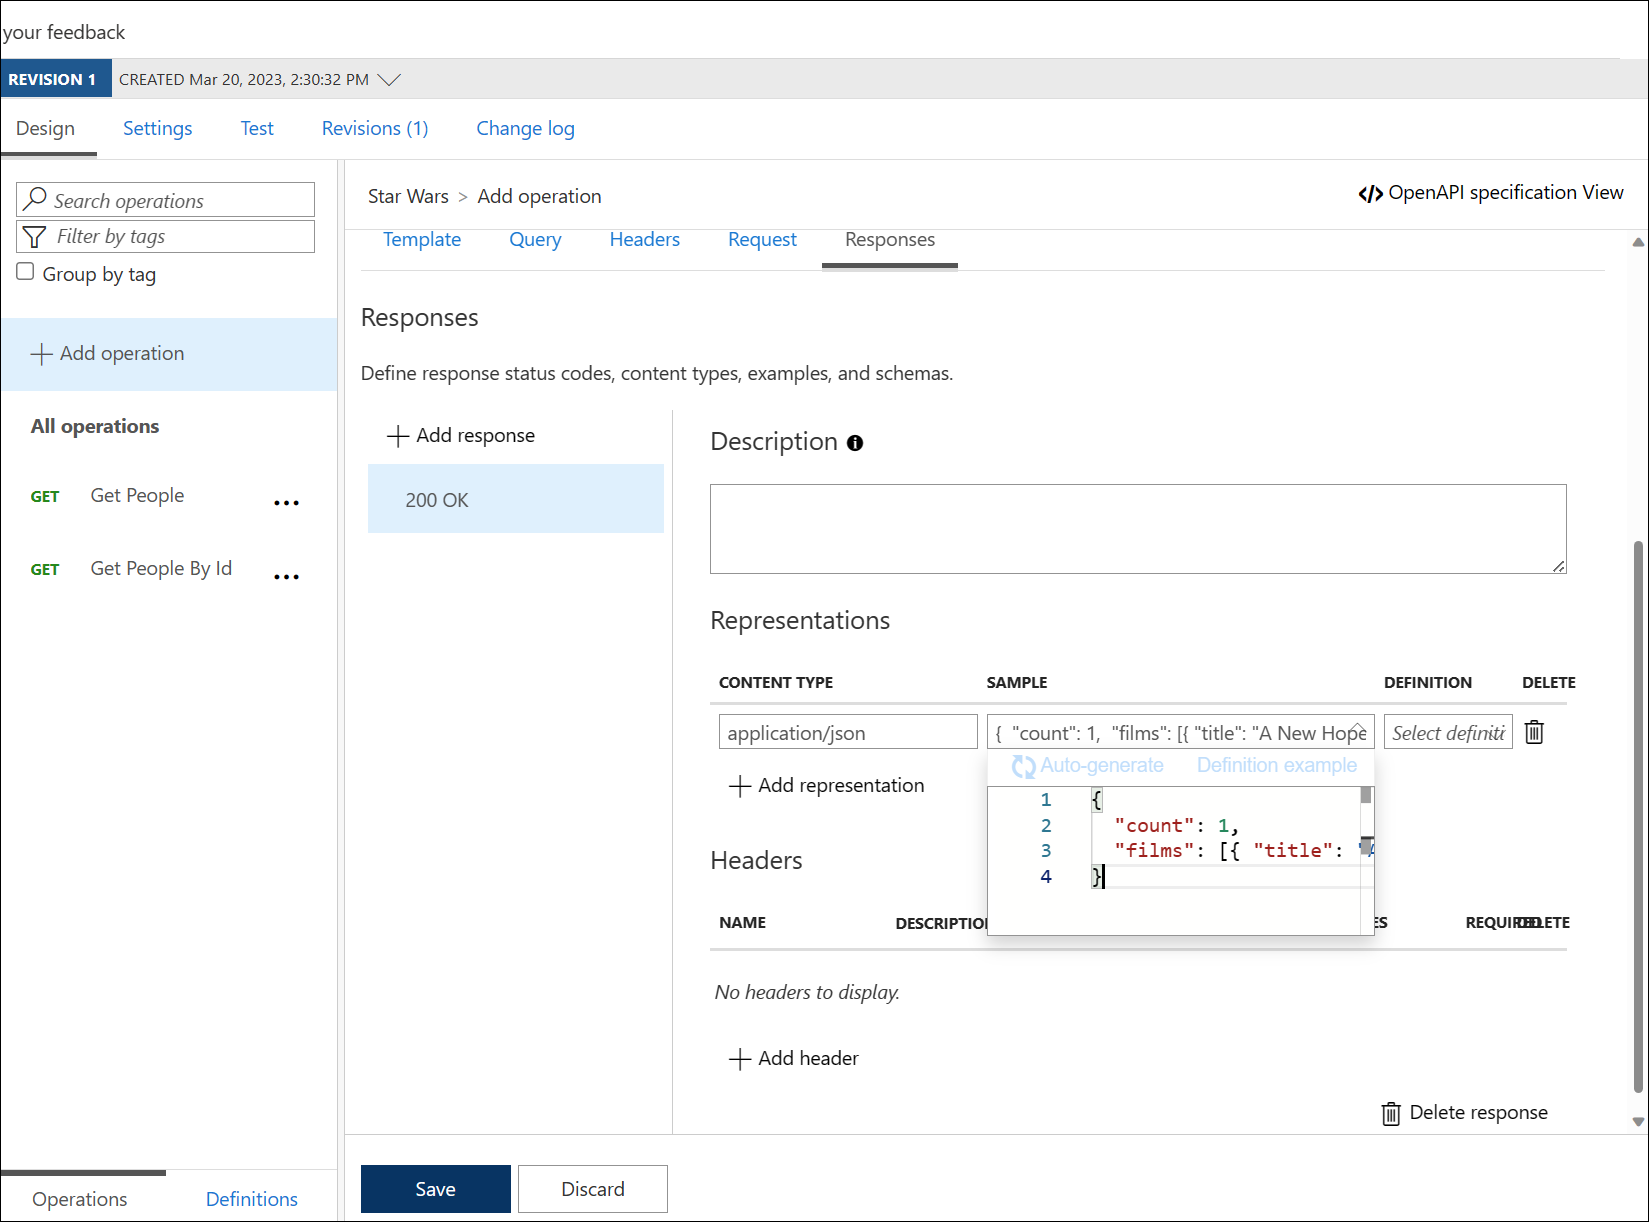 your feedback
REVISION 1 CREATED Mar 20, 2023, 2:30:32 PM
Design Settings Test Revisions (1) Change log
Search operations
Filter by tags
Group by tag
Add operation
All operations
GET Get People ...
GET Get People By Id ...
Operations Definitions
Star Wars > Add operation
</> OpenAPI specification View
Template Query Headers Request Responses
Responses
Define response status codes, content types, examples, and schemas.
Add response
200 OK
Description
Representations
CONTENT TYPE SAMPLE DEFINITION DELETE
application/json { "count": 1, "films": [{ "title": "A New Hope Select definiti
Auto-generate Definition example
1 {
2 "count": 1,
3 "films": [{ "title": "A
4 }
Add representation
Headers
NAME DESCRIPTION ES REQUIRED DELETE
No headers to display.
Add header
Delete response
Save Discard